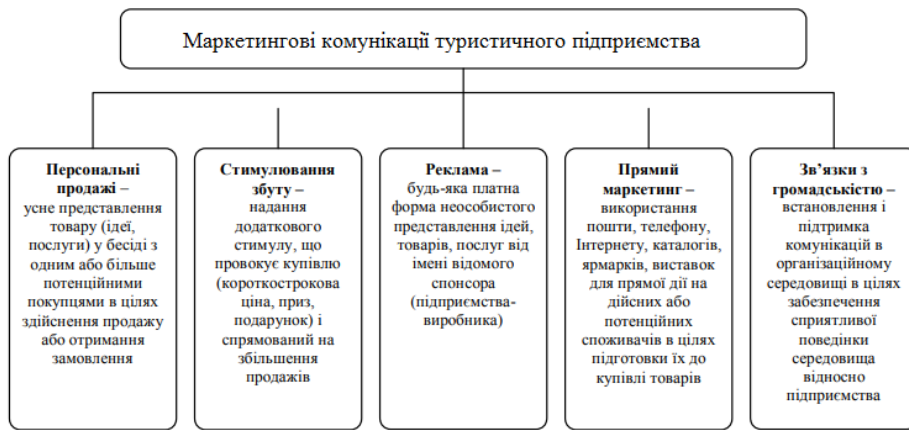 Маркетингові комунікації туристичного підприємства
Персональні
продажі –
усне представлення
товару (ідеї,
послуги) у бесіді з
одним або більше
потенційними
покупцями в цілях
здійснення продажу
або отримання
замовлення
Стимулювання
збуту –
надання
додаткового
стимулу, що
провокує купівлю
(короткострокова
ціна, приз,
подарунок) і
спрямований на
збільшення
продажів
Реклама –
будь-яка платна
форма неособистого
представлення ідей,
товарів, послуг від
імені відомого
спонсора
(підприємства-
виробника)
Прямий
маркетинг –
використання
пошти, телефону,
Інтернету, каталогів,
ярмарків, виставок
для прямої дії на
дійсних або
потенційних
споживачів в цілях
підготовки їх до
купівлі товарів
Зв’язки з
громадськістю –
встановлення і
підтримка
комунікацій в
організаційному
середовищі в цілях
забезпечення
сприятливої
поведінки
середовища
відносно
підприємства